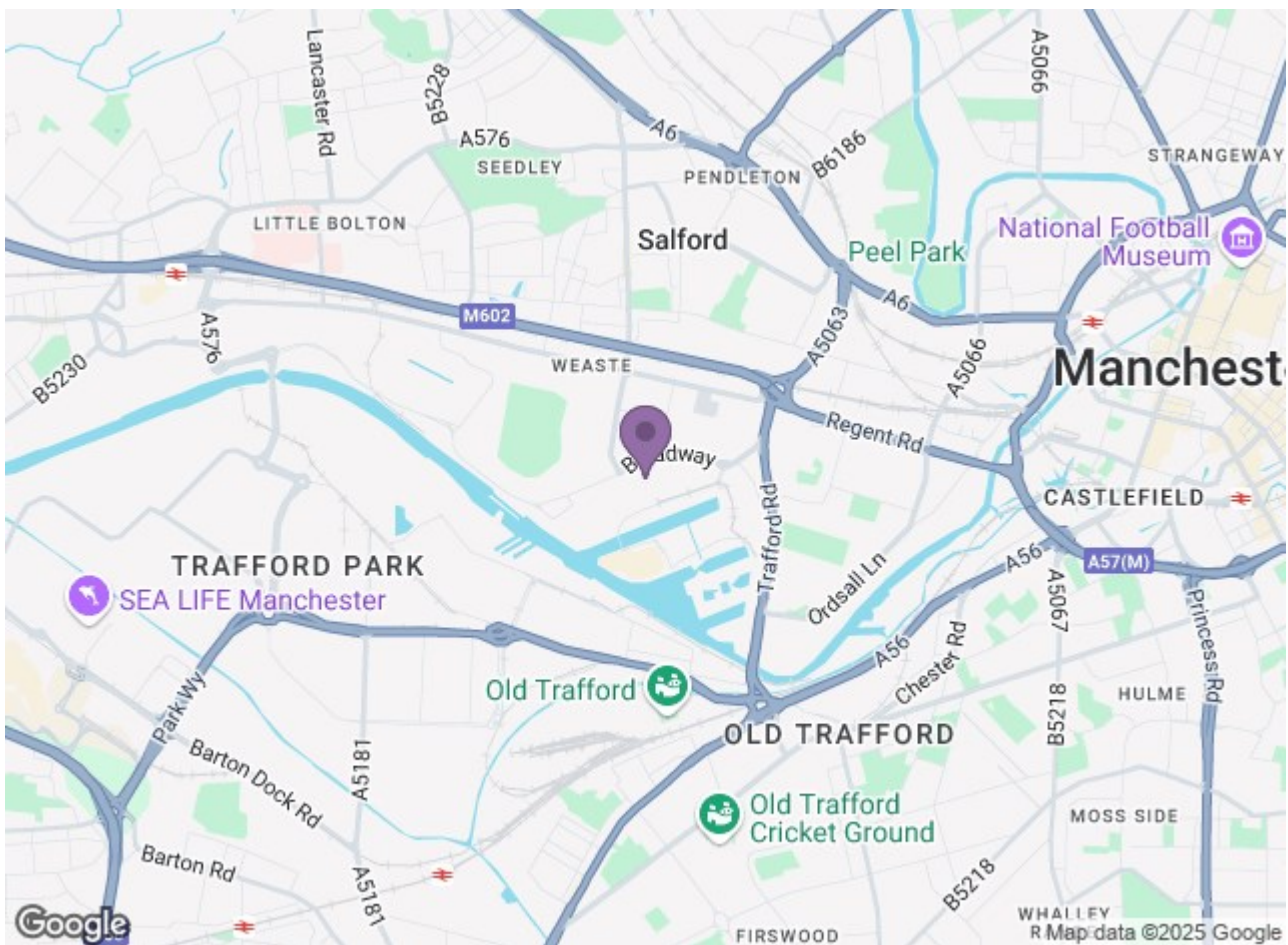 Lancaster Rd
B5228
A5066
A576
A6
STRANGEWAY
SEEDLEY
PENDLETON
B6186
LITTLE BOLTON
Salford
Peel Park
National Football
Museum
M602
A6
A576
A5063
A5066
B5230
WEASTE
Manchest
Regent Rd
adway
Trafford Rd
CASTLEFIELD
TRAFFORD PARK
SEA LIFE Manchester
Ordsall Ln
A56
A57(M)
A5067
Princess Rd
A56
Chester Rd
Old Trafford
Park Wy
HULME
B5218
OLD TRAFFORD
Barton Dock Rd
A5181
Old Trafford
Cricket Ground
MOSS SIDE
Barton Rd
A5181
B5218
WHALLEY
FIRSWOOD
Google
Map data ©2025 Google